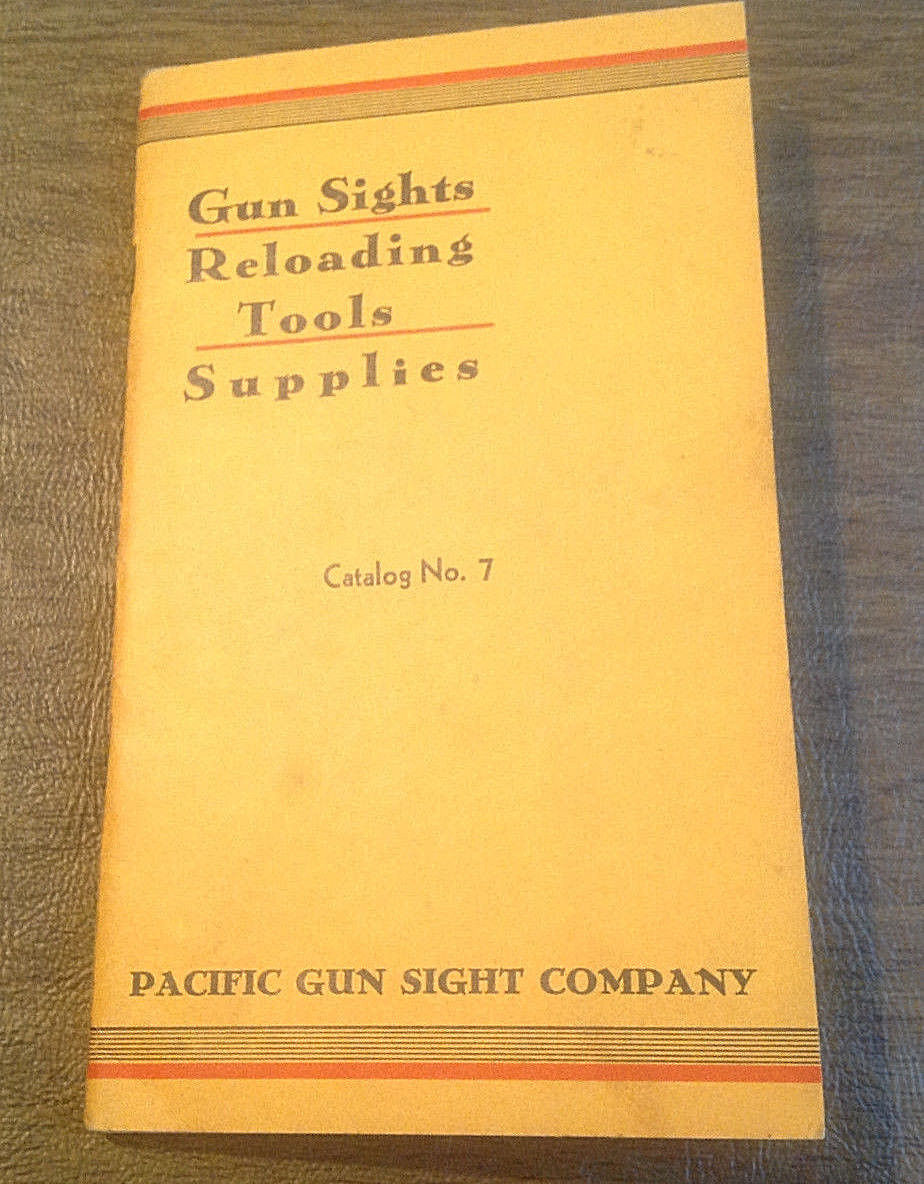 Gun Sights
Reloading
Tools
Supplies
Catalog No. 7
PACIFIC GUN SIGHT COMPANY